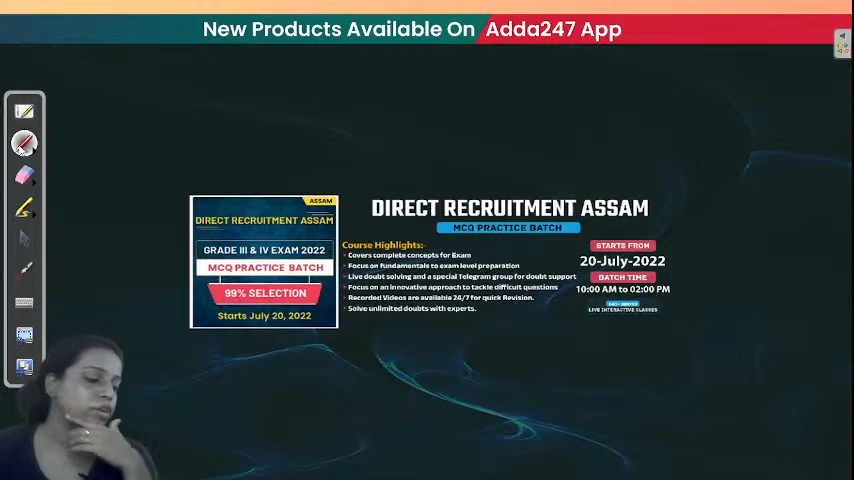 New Products Available On Adda247 App
ASSAM
DIRECT RECRUITMENT ASSAM
GRADE III & IV EXAM 2022
MCQ PRACTICE BATCH
99% SELECTION
Starts July 20, 2022
DIRECT RECRUITMENT ASSAM
MCQ PRACTICE BATCH
Course Highlights:-
Covers complete concepts for Exam
Focus on fundamentals to exam level preparation
Live doubt solving and a special Telegram group for doubt support
Focus on an innovative approach to tackle difficult questions
Recorded Videos are available 24/7 for quick Revision.
Solve unlimited doubts with experts.
STARTS FROM
20-July-2022
BATCH TIME
10:00 AM to 02:00 PM
LIVE INTERACTIVE CLASSES